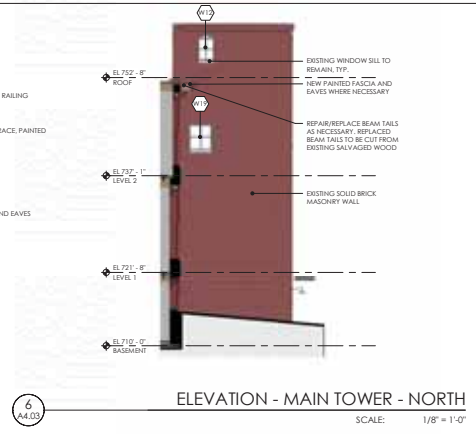 W12
EXISTING WINDOW SILL TO
REMAIN, TYP.
EL 752' - 8"
ROOF
NEW PAINTED FASCIA AND
EAVES WHERE NECESSARY
RAILING
W19
REPAIR/REPLACE BEAM TAILS
AS NECESSARY. REPLACED
BEAM TAILS TO BE CUT FROM
EXISTING SALVAGED WOOD
RACE, PAINTED
EL 737' - 1"
LEVEL 2
EXISTING SOLID BRICK
MASONRY WALL
ND EAVES
EL 721' - 8"
LEVEL 1
EL 710' - 0"
BASEMENT
6
A4.03
ELEVATION - MAIN TOWER - NORTH
SCALE: 1/8" = 1'-0"